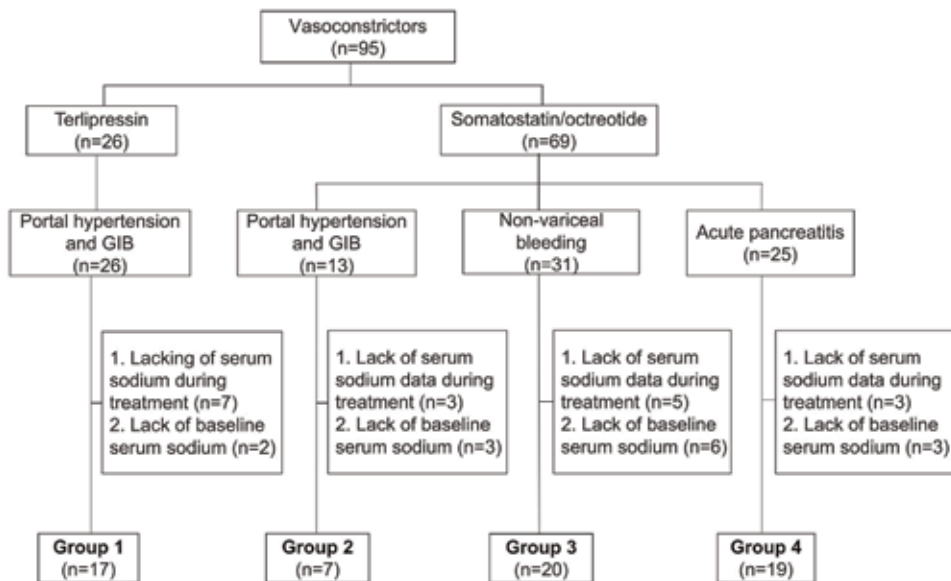 Vasoconstrictors
(n=95)
Terlipressin
(n=26)
Somatostatin/octreotide
(n=69)
Portal hypertension
and GIB
(n=26)
Portal hypertension
and GIB
(n=13)
Non-variceal
bleeding
(n=31)
Acute pancreatitis
(n=25)
1. Lacking of serum
sodium during
treatment (n=7)
2. Lack of baseline
serum sodium (n=2)
1. Lack of serum
sodium data during
treatment (n=3)
2. Lack of baseline
serum sodium (n=3)
1. Lack of serum
sodium data during
treatment (n=5)
2. Lack of baseline
serum sodium (n=6)
1. Lack of serum
sodium data during
treatment (n=3)
2. Lack of baseline
serum sodium (n=3)
Group 1
(n=17)
Group 2
(n=7)
Group 3
(n=20)
Group 4
(n=19)